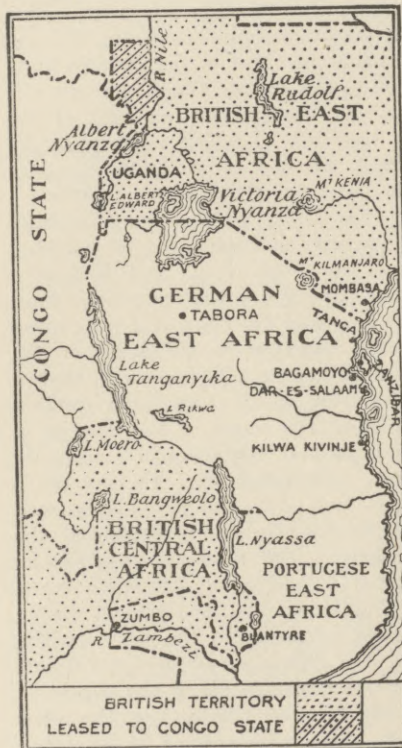 R Nile
Lake
Rudolf
BRITISH EAST
&
AFRICA
Albert
Nyanza
UGANDA
L ALBERT
EDWARD
Victoria
Nyanza
MT KENIA
CONGO STATE
MT KILMANJARO
MOMBASA
GERMAN
TABORA
EAST AFRICA
TANGA
ZANZIBAR
BAGAMOYO
DAR-ES-SALAAM
Lake
Tanganyika
L Rikwa
KILWA KIVINJE
L. Moero
L. Bangweolo
BRITISH
CENTRAL
AFRICA
L. Nyassa
PORTUGESE
EAST
AFRICA
ZUMBO
R Zambezi
BLANTYRE
BRITISH TERRITORY
LEASED TO CONGO STATE